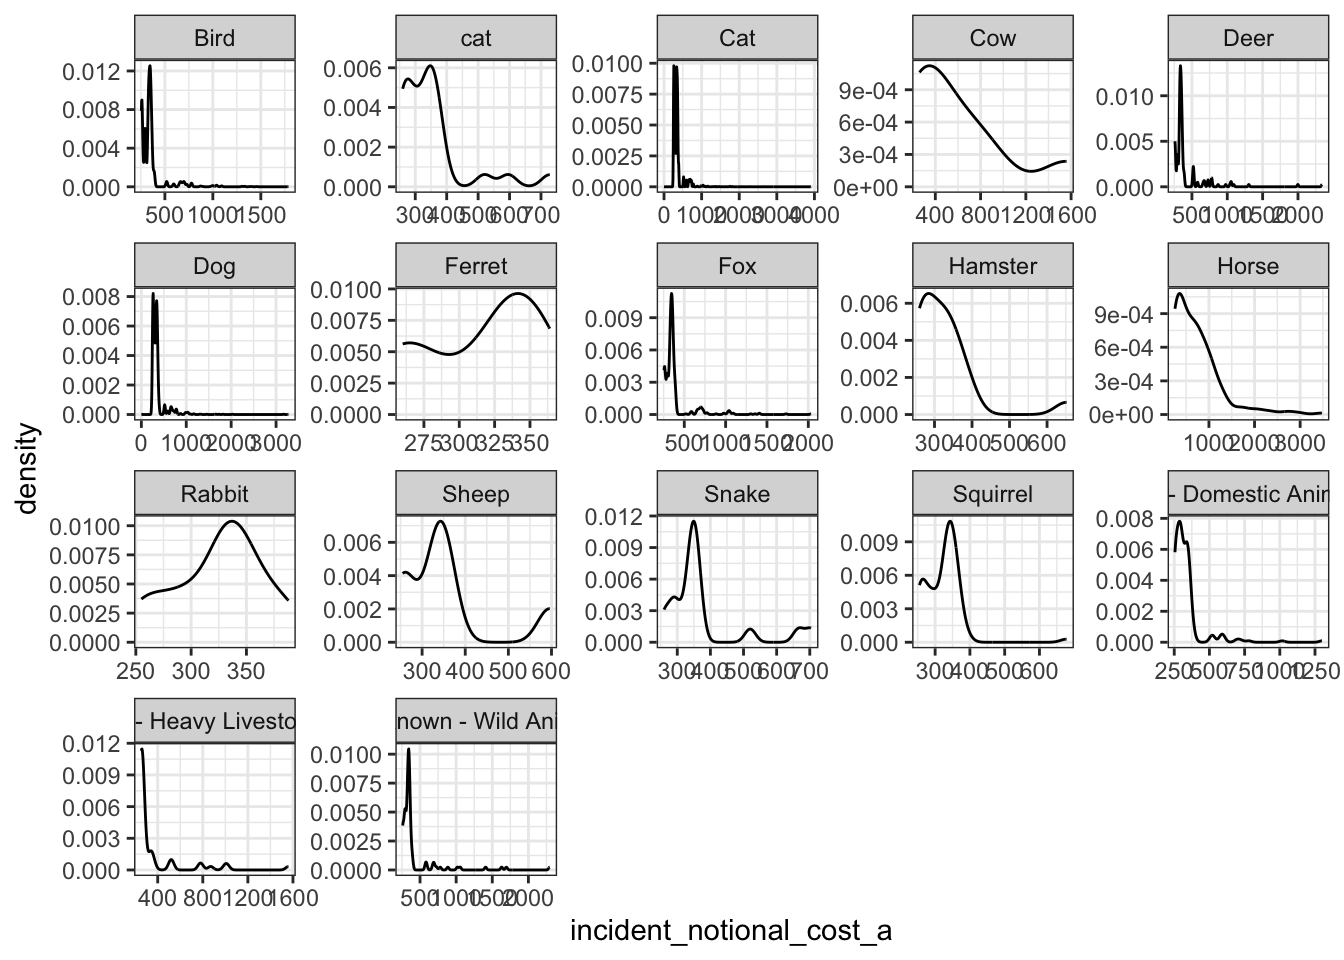 Bird cat Cat Cow Deer
0.012 0.008 0.004 0.000
0.006 0.004 0.002 0.000
0.0100 0.0075 0.0050 0.0025 0.0000
9e-04 6e-04 3e-04 0e+00
0.010 0.005 0.000
500 1000 1500
300 400 500 600 700
0 1000 2000 3000 4000
400 800 1200 1600
500 1000 1500 2000
Dog Ferret Fox Hamster Horse
0.008 0.006 0.004 0.002 0.000
0.0100 0.0075 0.0050 0.0025 0.0000
0.009 0.006 0.003 0.000
0.006 0.004 0.002 0.000
9e-04 6e-04 3e-04 0e+00
0 1000 2000 3000
275 300 325 350
500 1000 1500 2000
300 400 500 600
1000 2000 3000
density
Rabbit Sheep Snake Squirrel - Domestic Anir
0.0100 0.0075 0.0050 0.0025 0.0000
0.006 0.004 0.002 0.000
0.012 0.009 0.006 0.003 0.000
0.009 0.006 0.003 0.000
0.008 0.006 0.004 0.002 0.000
250 300 350
300 400 500 600
300 400 500 600 700
300 400 500 600
250 500 750 1000 1250
- Heavy Livesto nown - Wild Ani
0.012 0.009 0.006 0.003 0.000
0.0100 0.0075 0.0050 0.0025 0.0000
400 800 1200 1600
500 1000 1500 2000
incident_notional_cost_a